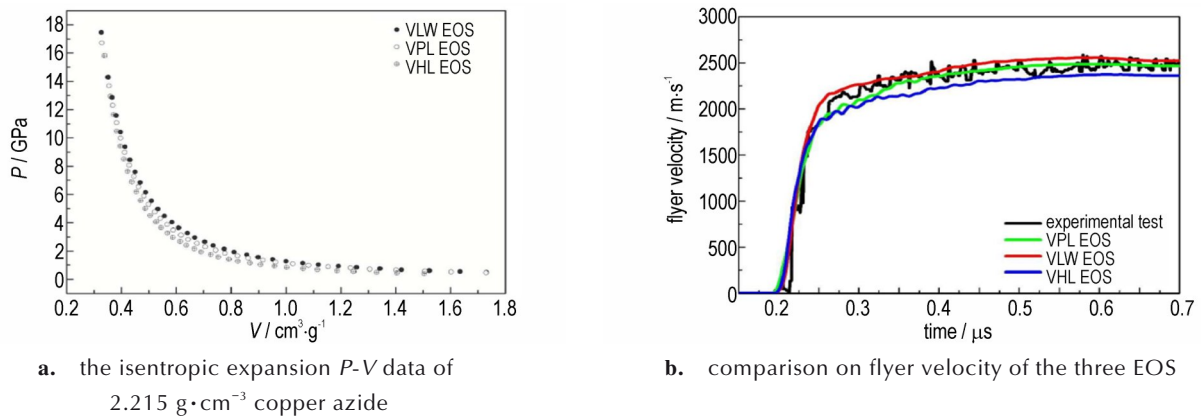 18
16
14
12
10
8
6
4
2
0
P / GPa
VLW EOS
VPL EOS
VHL EOS
0.2 0.4 0.6 0.8 1.0 1.2 1.4 1.6 1.8
V / cm³·g⁻¹
a. the isentropic expansion P-V data of
2.215 g·cm⁻³ copper azide
3000
2500
2000
1500
1000
500
0
flyer velocity / m·s⁻¹
experimental test
VPL EOS
VLW EOS
VHL EOS
0.2 0.3 0.4 0.5 0.6 0.7
time / μs
b. comparison on flyer velocity of the three EOS